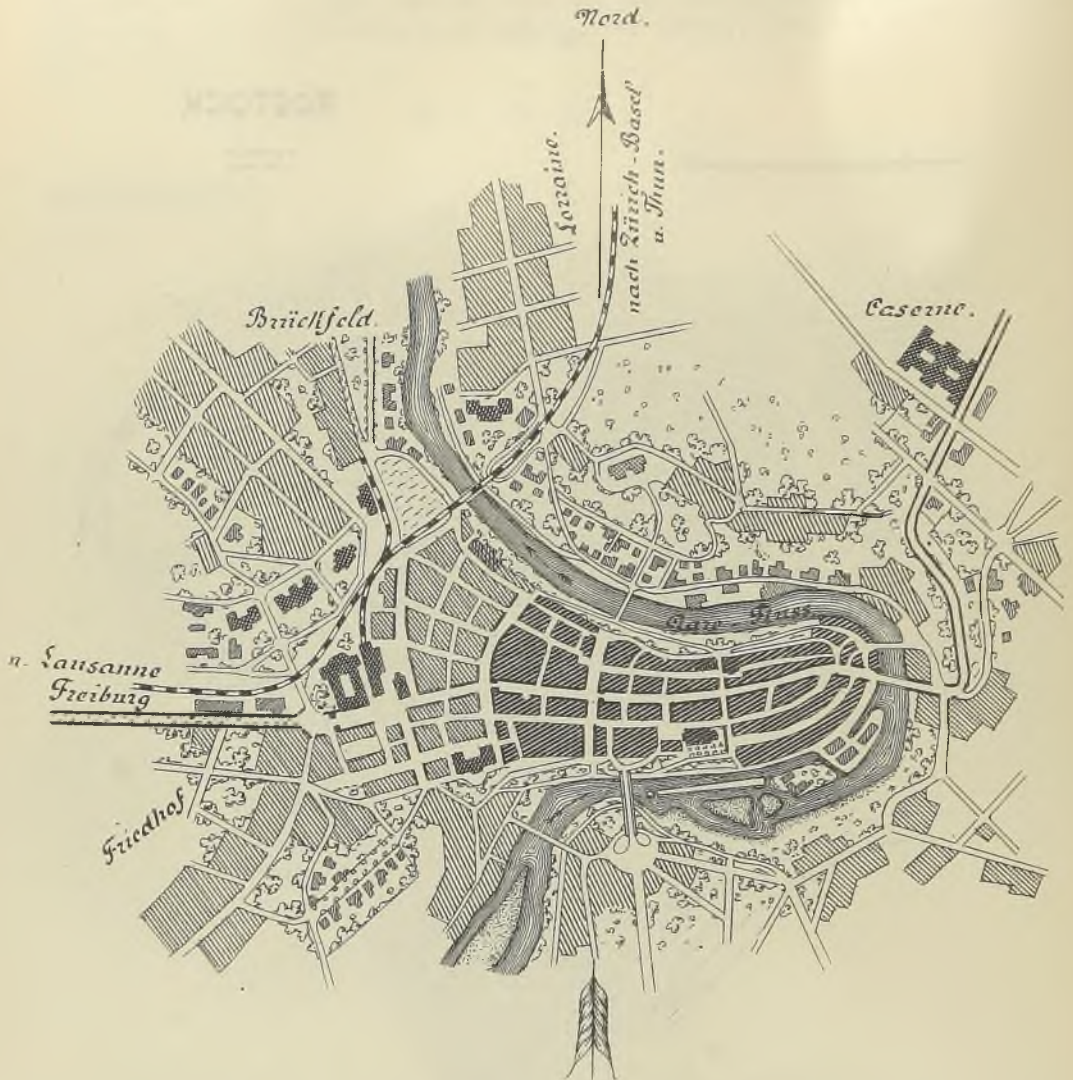 Nord.
Lorraine.
nach Zürich-Basel
u. Thun.
Brückfeld.
Caserne.
Aare-Fluss.
n. Lausanne
Freiburg
Friedhof